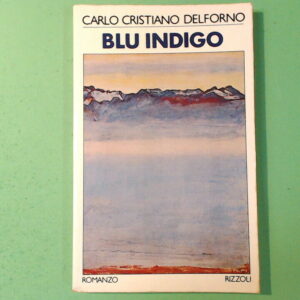 CARLO CRISTIANO DELFORNO
BLU INDIGO
ROMANZO RIZZOLI